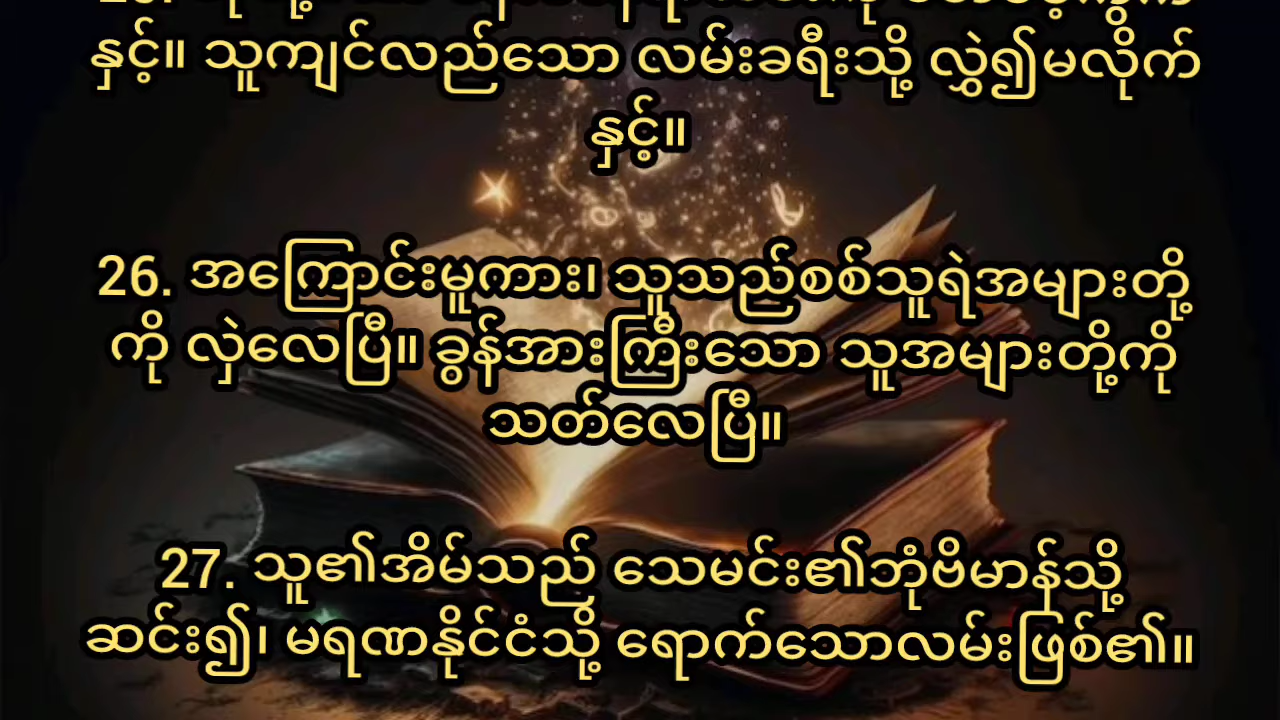 နှင့်။ သူကျင်လည်သော လမ်းခရီးသို့ လွှဲ၍မလိုက်
နှင့်။
26. အကြောင်းမူကား၊ သူသည်စစ်သူရဲအများတို့
ကို လှဲလေပြီ။ ခွန်အားကြီးသော သူအများတို့ကို
သတ်လေပြီ။
27. သူ၏အိမ်သည် သေမင်း၏ဘုံဗိမာန်သို့
ဆင်း၍၊ မရဏနိုင်ငံသို့ ရောက်သောလမ်းဖြစ်၏။